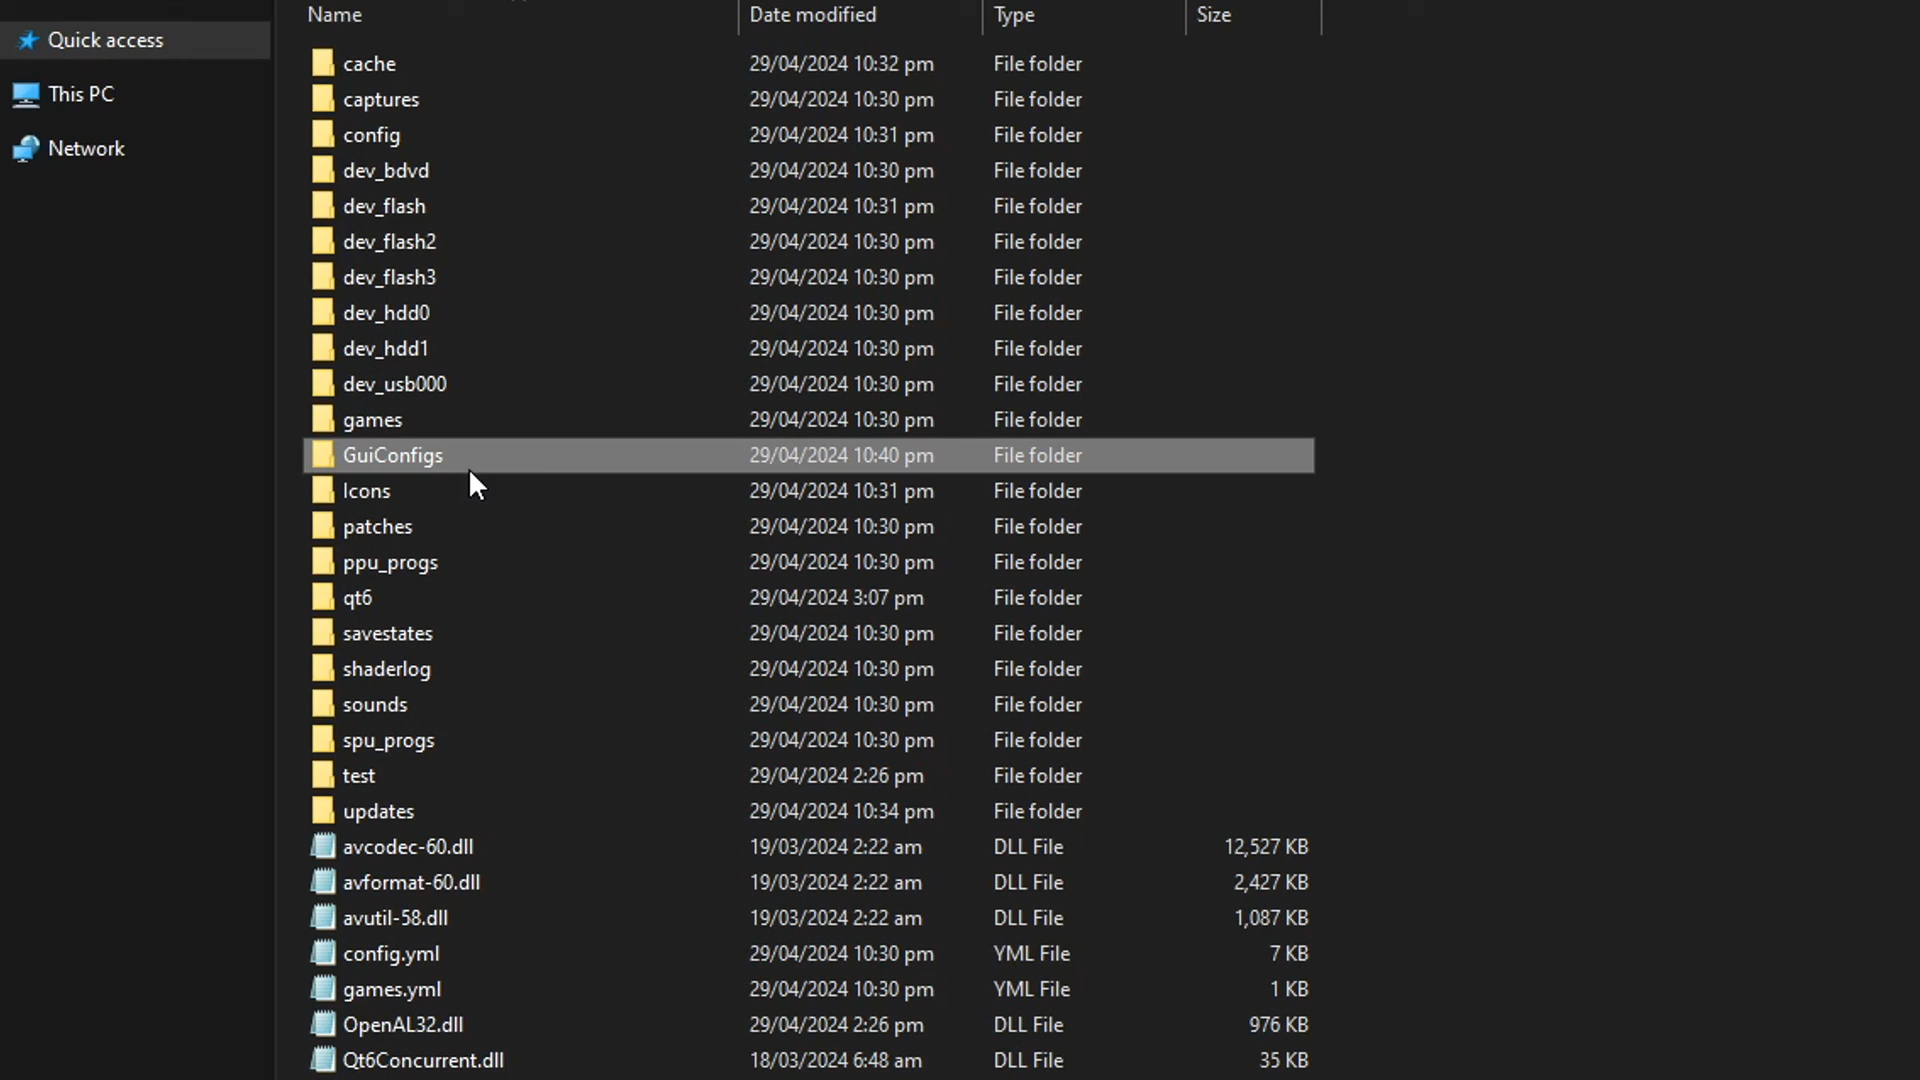 Name Date modified Type Size
Quick access
cache 29/04/2024 10:32 pm File folder
This PC
captures 29/04/2024 10:30 pm File folder
config 29/04/2024 10:31 pm File folder
Network
dev_bdvd 29/04/2024 10:30 pm File folder
dev_flash 29/04/2024 10:31 pm File folder
dev_flash2 29/04/2024 10:30 pm File folder
dev_flash3 29/04/2024 10:30 pm File folder
dev_hdd0 29/04/2024 10:30 pm File folder
dev_hdd1 29/04/2024 10:30 pm File folder
dev_usb000 29/04/2024 10:30 pm File folder
games 29/04/2024 10:30 pm File folder
GuiConfigs 29/04/2024 10:40 pm File folder
Icons 29/04/2024 10:31 pm File folder
patches 29/04/2024 10:30 pm File folder
ppu_progs 29/04/2024 10:30 pm File folder
qt6 29/04/2024 3:07 pm File folder
savestates 29/04/2024 10:30 pm File folder
shaderlog 29/04/2024 10:30 pm File folder
sounds 29/04/2024 10:30 pm File folder
spu_progs 29/04/2024 10:30 pm File folder
test 29/04/2024 2:26 pm File folder
updates 29/04/2024 10:34 pm File folder
avcodec-60.dll 19/03/2024 2:22 am DLL File 12,527 KB
avformat-60.dll 19/03/2024 2:22 am DLL File 2,427 KB
avutil-58.dll 19/03/2024 2:22 am DLL File 1,087 KB
config.yml 29/04/2024 10:30 pm YML File 7 KB
games.yml 29/04/2024 10:30 pm YML File 1 KB
OpenAL32.dll 29/04/2024 2:26 pm DLL File 976 KB
Qt6Concurrent.dll 18/03/2024 6:48 am DLL File 35 KB